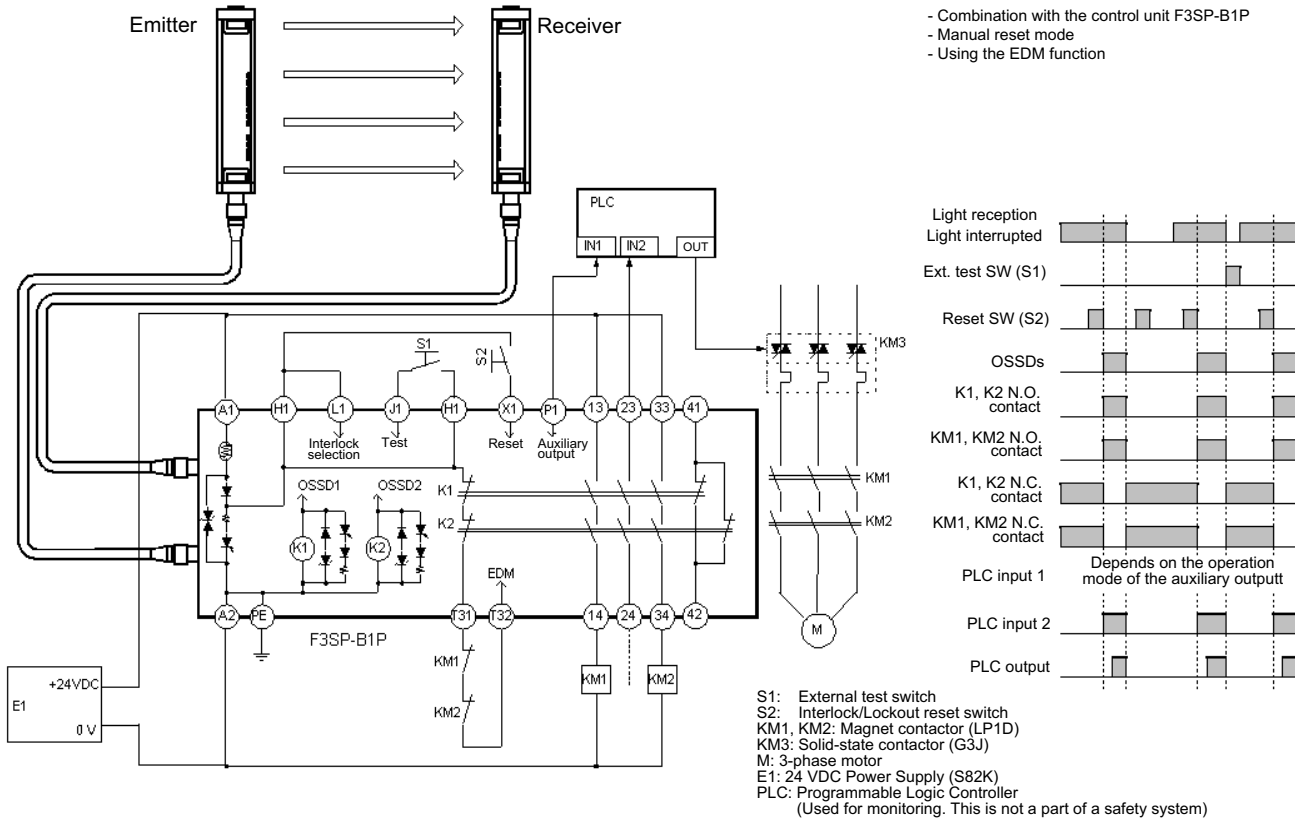 Emitter
Receiver
- Combination with the control unit F3SP-B1P
- Manual reset mode
- Using the EDM function
PLC
IN1 IN2 OUT
KM3
S1
S2
A1 H1 L1 J1 H1 X1 P1 13 23 33 41
Interlock
selection
Test
Reset
Auxiliary
output
OSSD1
OSSD2
K1
K2
K1
K2
EDM
KM1
KM2
M
A2 PE T31 T32 14 24 34 42
F3SP-B1P
KM1
KM2
KM1
KM2
+24VDC
E1
0 V
Light reception
Light interrupted
Ext. test SW (S1)
Reset SW (S2)
OSSDs
K1, K2 N.O.
contact
KM1, KM2 N.O.
contact
K1, K2 N.C.
contact
KM1, KM2 N.C.
contact
PLC input 1
Depends on the operation
mode of the auxiliary outputt
PLC input 2
PLC output
S1: External test switch
S2: Interlock/Lockout reset switch
KM1, KM2: Magnet contactor (LP1D)
KM3: Solid-state contactor (G3J)
M: 3-phase motor
E1: 24 VDC Power Supply (S82K)
PLC: Programmable Logic Controller
(Used for monitoring. This is not a part of a safety system)